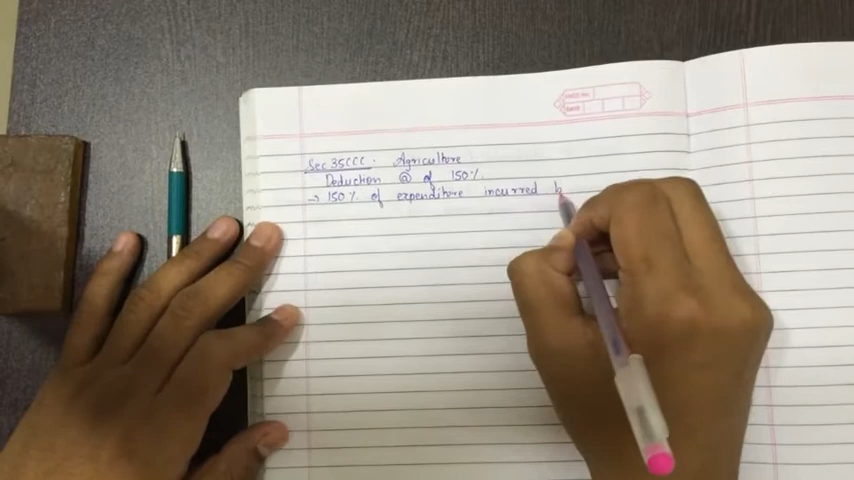 Sec 35CCC. Agriculture
Deduction @ of 150%.
→ 150% of expenditure incurred b